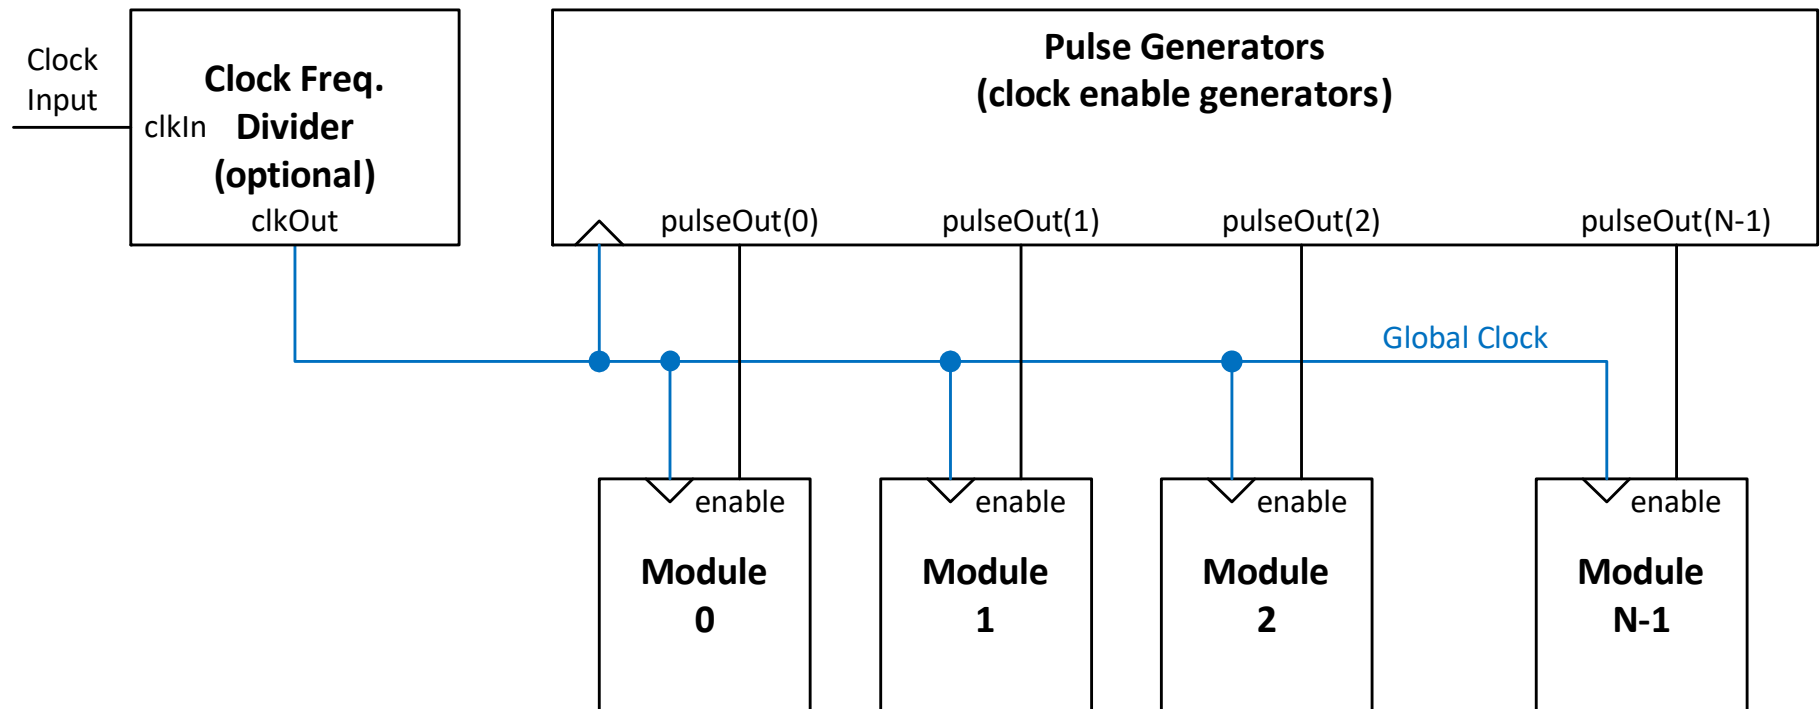 Clock
Input
clkIn
Clock Freq.
Divider
(optional)
clkOut
Pulse Generators
(clock enable generators)
pulseOut(0)
pulseOut(1)
pulseOut(2)
pulseOut(N-1)
Global Clock
enable
Module
0
enable
Module
1
enable
Module
2
enable
Module
N-1